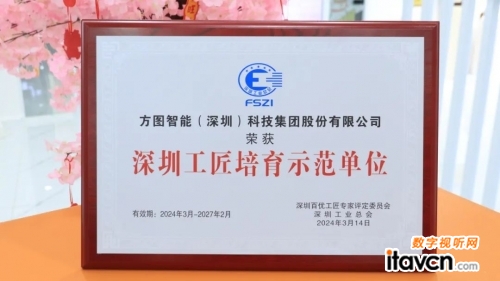 FSZI
方图智能（深圳）科技集团股份有限公司
荣获
深圳工匠培育示范单位
有效期：2024年3月-2027年2月
深圳百优工匠专家评定委员会
深圳工业总会
2024年3月14日
数字视听网
itavcn.com